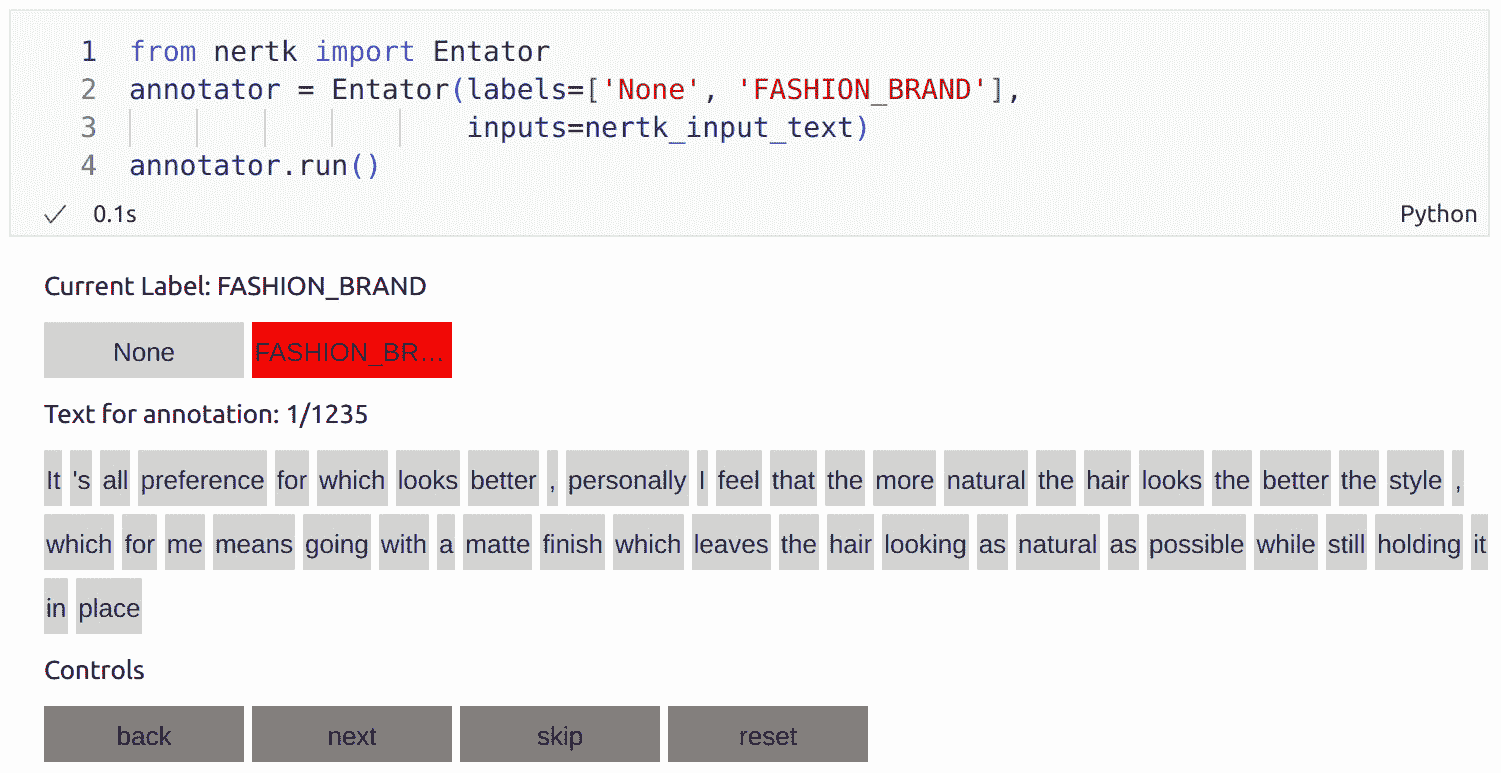 1 from nertk import Entator
2 annotator = Entator(labels=['None', 'FASHION_BRAND'],
3 inputs=nertk_input_text)
4 annotator.run()
✓ 0.1s Python
Current Label: FASHION_BRAND
None FASHION_BR...
Text for annotation: 1/1235
It 's all preference for which looks better , personally I feel that the more natural the hair looks the better the style ,
which for me means going with a matte finish which leaves the hair looking as natural as possible while still holding it
in place
Controls
back next skip reset